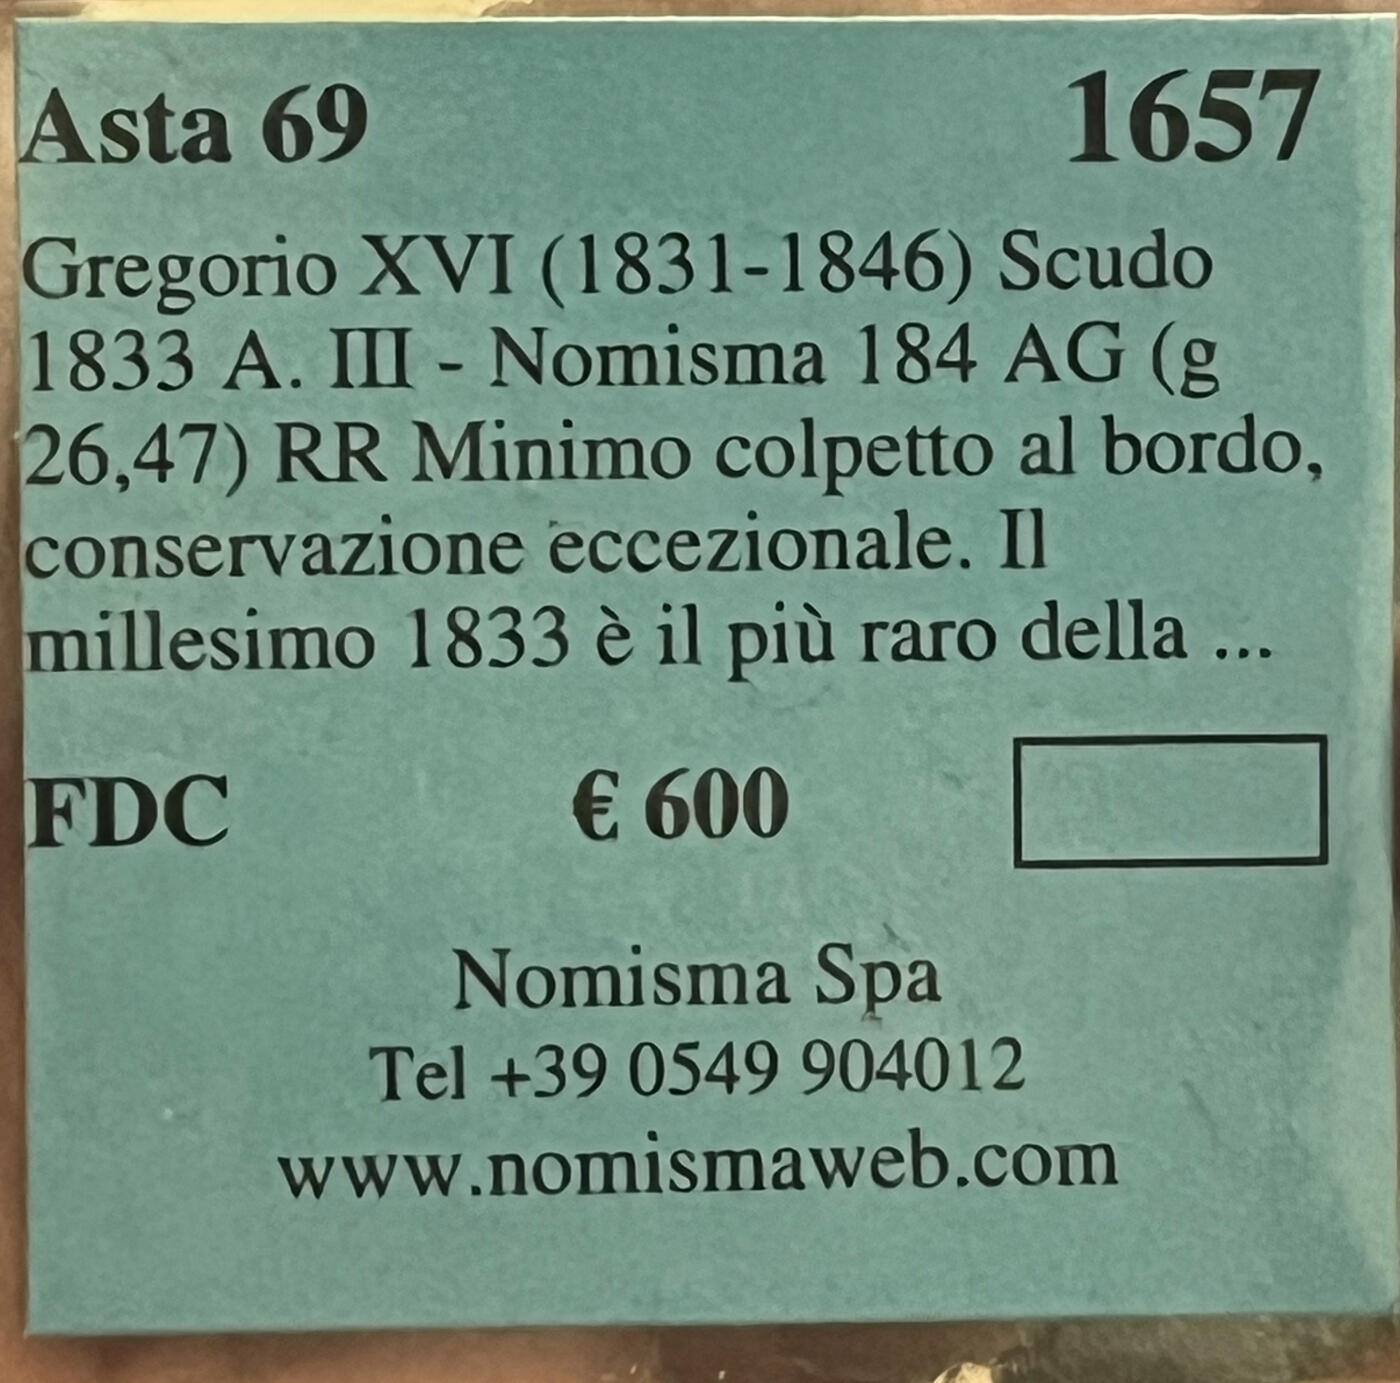 Asta 69 1657
Gregorio XVI (1831-1846) Scudo
1833 A. III - Nomisma 184 AG (g
26,47) RR Minimo colpetto al bordo,
conservazione eccezionale. Il
millesimo 1833 è il più raro della ...
FDC € 600
Nomisma Spa
Tel +39 0549 904012
www.nomismaweb.com